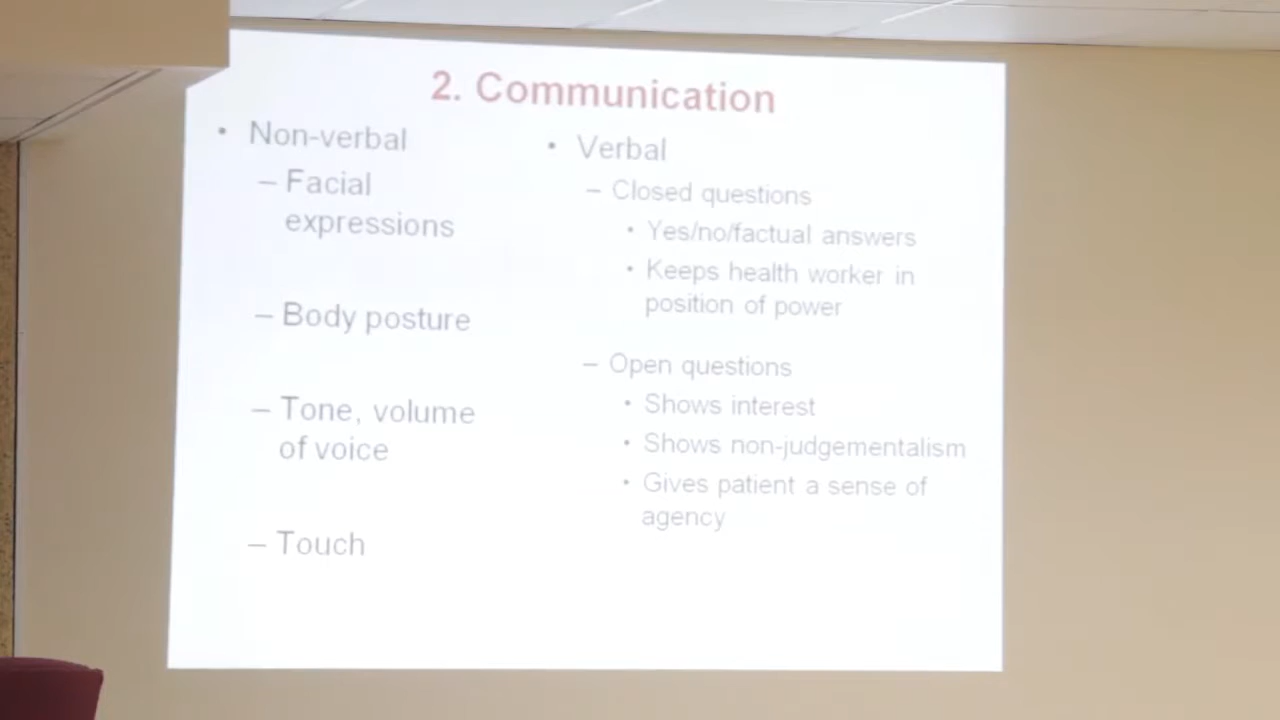 2. Communication
• Non-verbal
– Facial
expressions
– Body posture
– Tone, volume
of voice
– Touch
• Verbal
– Closed questions
• Yes/no/factual answers
• Keeps health worker in
position of power
– Open questions
• Shows interest
• Shows non-judgementalism
• Gives patient a sense of
agency